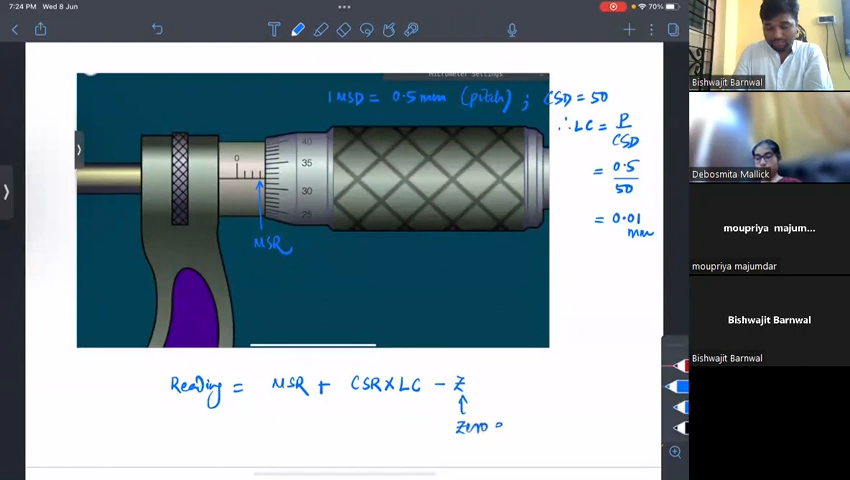 7:24 PM Wed 8 Jun
70%
Micrometer Settings
1 MSD = 0.5 mm (pitch) ; CSD = 50
∴ LC = P/CSD
= 0.5/50
= 0.01 mm
0
40
35
30
25
MSR
Reading = MSR + CSR X LC - Z
Zero e
Bishwajit Barnwal
Debosmita Mallick
moupriya majum...
moupriya majumdar
Bishwajit Barnwal
Bishwajit Barnwal